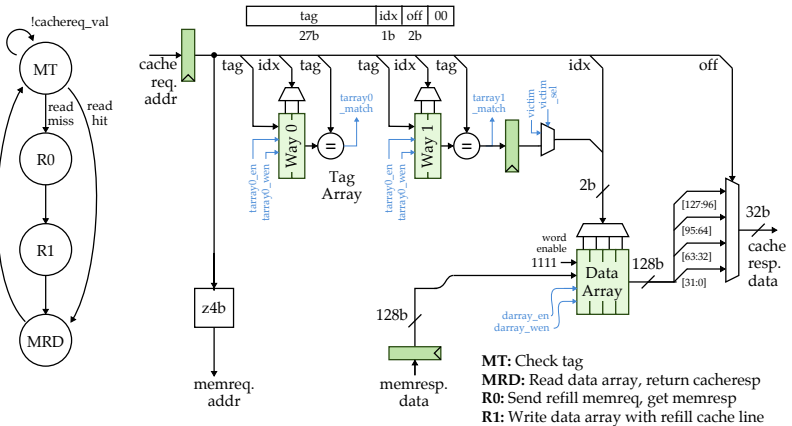 !cachereq_val
MT
read
miss
read
hit
R0
R1
MRD
tag
idx
off
00
27b
1b
2b
cache
req.
addr
tag
idx
tag
tarray0
_match
Way 0
=
tarray0_en
tarray0_wen
Tag
Array
tag
idx
tag
tarray1
_match
Way 1
=
tarray0_en
tarray0_wen
victim
victim
_sel
idx
off
2b
word
enable
1111
Data
Array
darray_en
darray_wen
128b
128b
[127:96]
[95:64]
[63:32]
[31:0]
32b
cache
resp.
data
z4b
memreq.
addr
memresp.
data
MT: Check tag
MRD: Read data array, return cacheresp
R0: Send refill memreq, get memresp
R1: Write data array with refill cache line